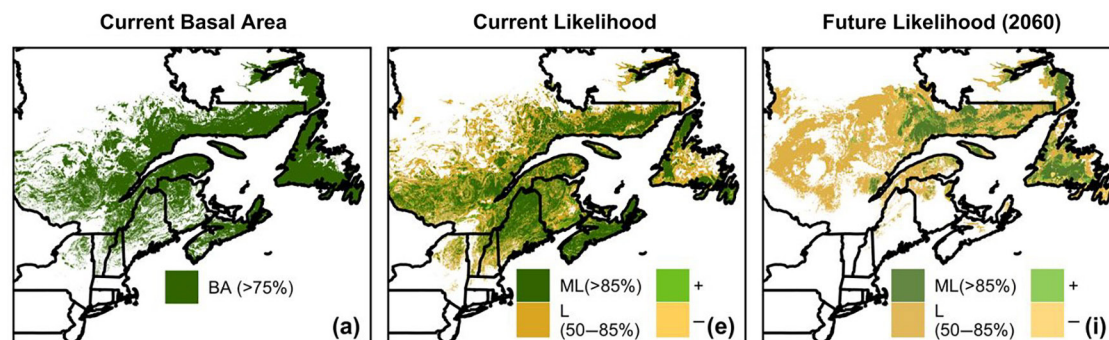 Current Basal Area
Current Likelihood
Future Likelihood (2060)
BA (>75%)
(a)
ML(>85%)
+
L
(50–85%)
–
(e)
ML(>85%)
+
L
(50–85%)
–
(i)